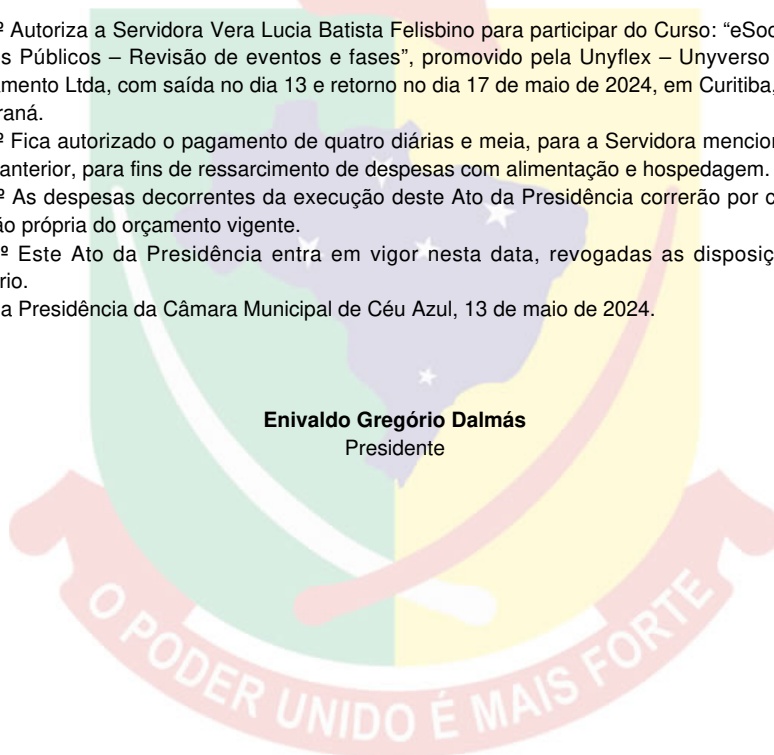 º Autoriza a Servidora Vera Lucia Batista Felisbino para participar do Curso: “eSoc
s Públicos – Revisão de eventos e fases”, promovido pela Unyflex – Unyverso
mento Ltda, com saída no dia 13 e retorno no dia 17 de maio de 2024, em Curitiba,
raná.
º Fica autorizado o pagamento de quatro diárias e meia, para a Servidora mencion
anterior, para fins de ressarcimento de despesas com alimentação e hospedagem.
º As despesas decorrentes da execução deste Ato da Presidência correrão por c
ão própria do orçamento vigente.
º Este Ato da Presidência entra em vigor nesta data, revogadas as disposiç
rio.
a Presidência da Câmara Municipal de Céu Azul, 13 de maio de 2024.
Enivaldo Gregório Dalmás
Presidente
O PODER UNIDO É MAIS FORTE